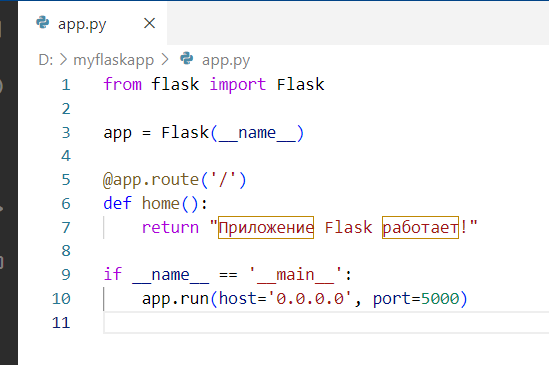 app.py
D: > myflaskapp > app.py
1 from flask import Flask
2
3 app = Flask(__name__)
4
5 @app.route('/')
6 def home():
7     return "Приложение Flask работает!"
8
9 if __name__ == '__main__':
10     app.run(host='0.0.0.0', port=5000)
11